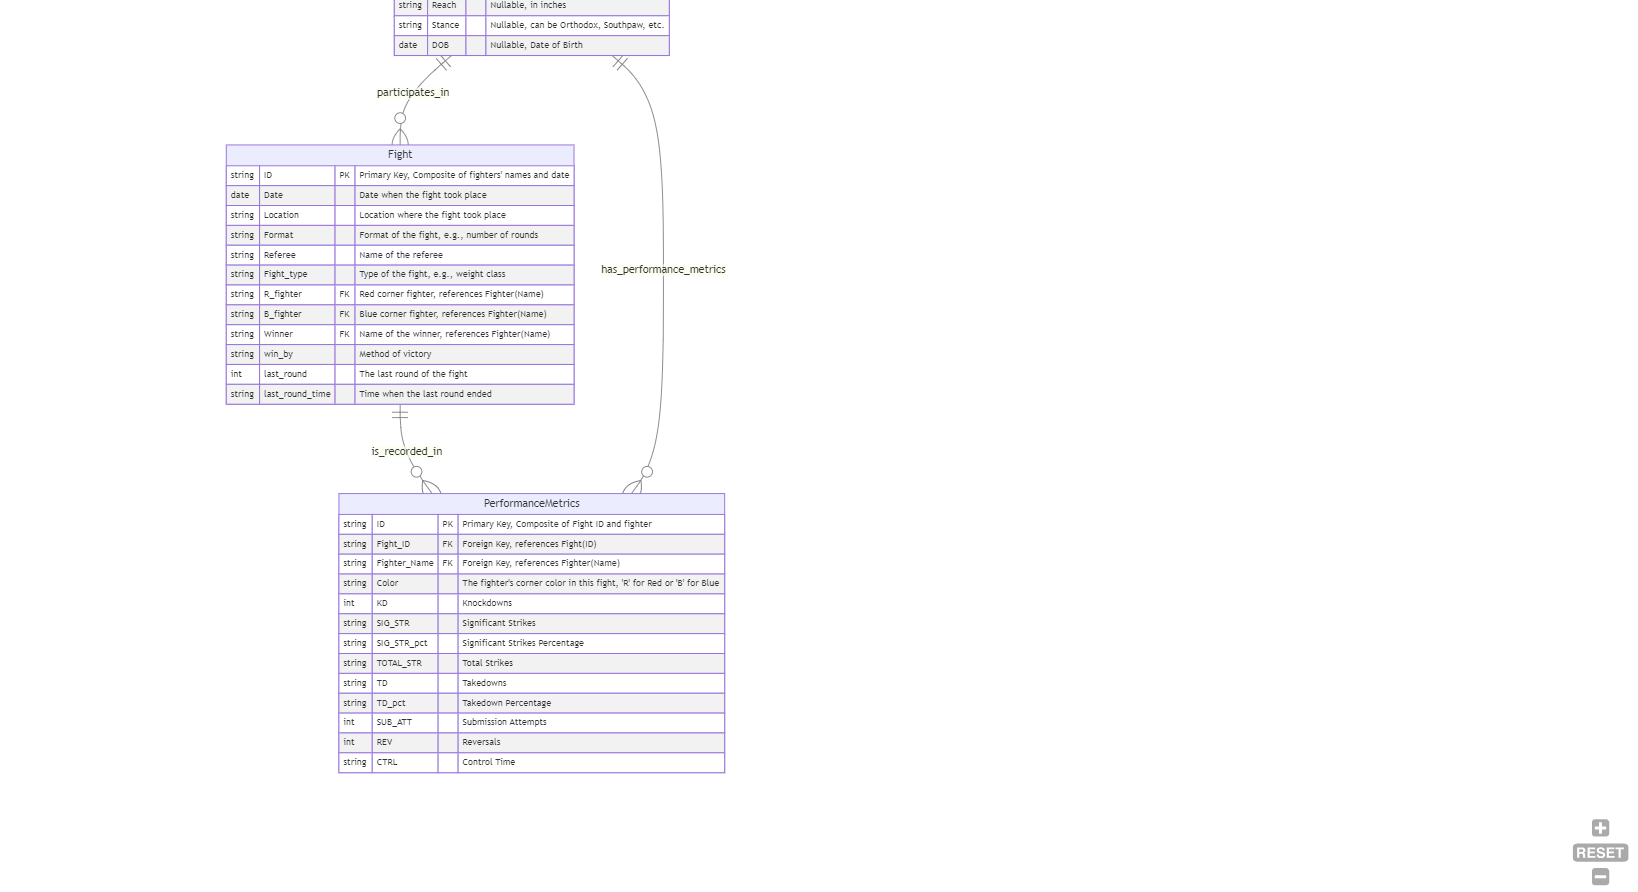 string Reach Nullable, in inches
string Stance Nullable, can be Orthodox, Southpaw, etc.
date DOB Nullable, Date of Birth
participates_in
Fight
string ID PK Primary Key, Composite of fighters' names and date
date Date Date when the fight took place
string Location Location where the fight took place
string Format Format of the fight, e.g., number of rounds
string Referee Name of the referee
string Fight_type Type of the fight, e.g., weight class
string R_fighter FK Red corner fighter, references Fighter(Name)
string B_fighter FK Blue corner fighter, references Fighter(Name)
string Winner FK Name of the winner, references Fighter(Name)
string win_by Method of victory
int last_round The last round of the fight
string last_round_time Time when the last round ended
has_performance_metrics
is_recorded_in
PerformanceMetrics
string ID PK Primary Key, Composite of Fight ID and fighter
string Fight_ID FK Foreign Key, references Fight(ID)
string Fighter_Name FK Foreign Key, references Fighter(Name)
string Color The fighter's corner color in this fight, 'R' for Red or 'B' for Blue
int KD Knockdowns
string SIG_STR Significant Strikes
string SIG_STR_pct Significant Strikes Percentage
string TOTAL_STR Total Strikes
string TD Takedowns
string TD_pct Takedown Percentage
int SUB_ATT Submission Attempts
int REV Reversals
string CTRL Control Time
RESET